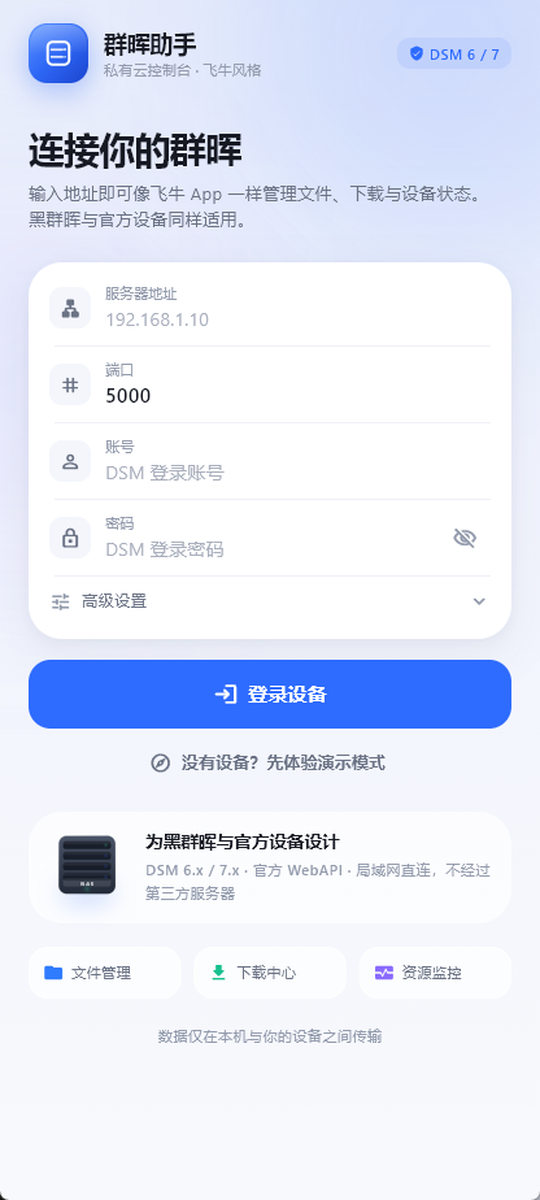 群晖助手
私有云控制台 · 飞牛风格
DSM 6 / 7
连接你的群晖
输入地址即可像飞牛 App 一样管理文件、下载与设备状态。
黑群晖与官方设备同样适用。
服务器地址
192.168.1.10
端口
5000
账号
DSM 登录账号
密码
DSM 登录密码
高级设置
登录设备
没有设备？先体验演示模式
NAS
为黑群晖与官方设备设计
DSM 6.x / 7.x · 官方 WebAPI · 局域网直连，不经过
第三方服务器
文件管理
下载中心
资源监控
数据仅在本机与你的设备之间传输